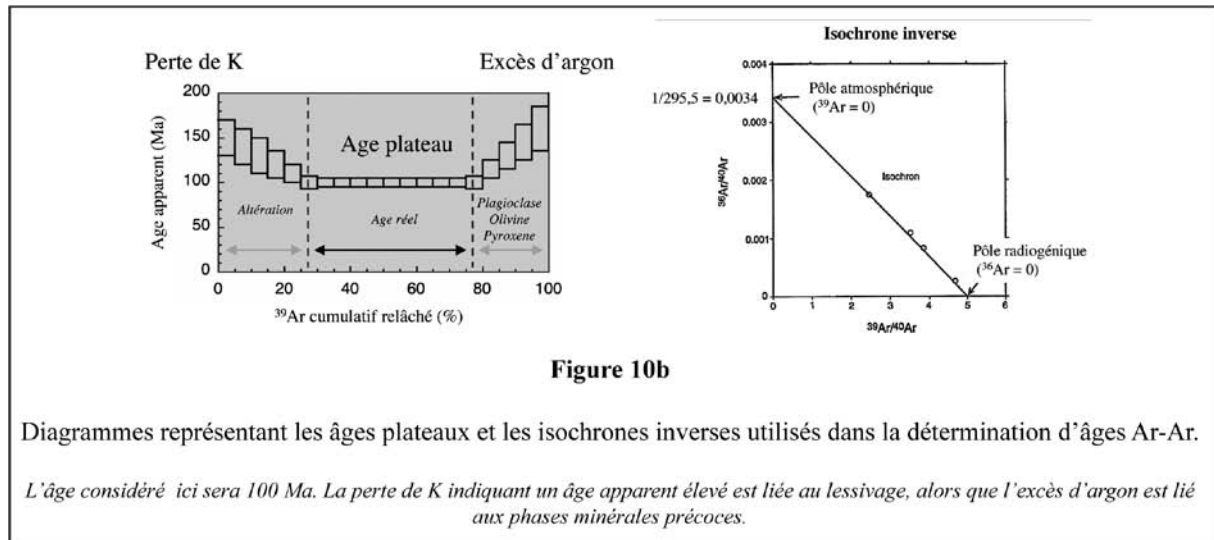 Perte de K
Excès d'argon
200
150
100
50
0
Age apparent (Ma)
Age plateau
Altération
Age réel
Plagioclase
Olivine
Pyroxene
0 20 40 60 80 100
³⁹Ar cumulatif relâché (%)
Isochrone inverse
0.004
1/295,5 = 0,0034
0.003
0.002
0.001
0
³⁶Ar/⁴⁰Ar
Pôle atmosphérique
(³⁹Ar = 0)
Isochron
Pôle radiogénique
(³⁶Ar = 0)
0 1 2 3 4 5 6
³⁹Ar/⁴⁰Ar
Figure 10b
Diagrammes représentant les âges plateaux et les isochrones inverses utilisés dans la détermination d'âges Ar-Ar.
L'âge considéré ici sera 100 Ma. La perte de K indiquant un âge apparent élevé est liée au lessivage, alors que l'excès d'argon est lié
aux phases minérales précoces.